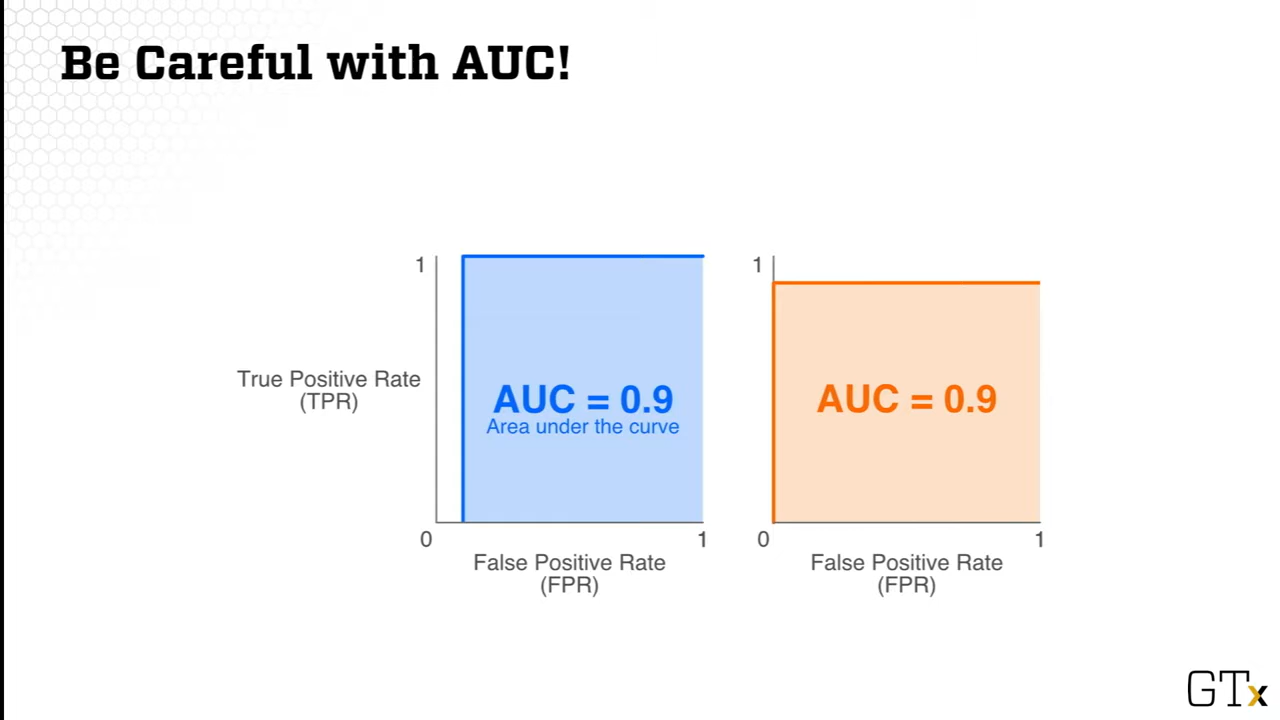 Be Careful with AUC!
1
True Positive Rate
(TPR)
AUC = 0.9
Area under the curve
0
1
False Positive Rate
(FPR)
1
AUC = 0.9
0
1
False Positive Rate
(FPR)
GTx